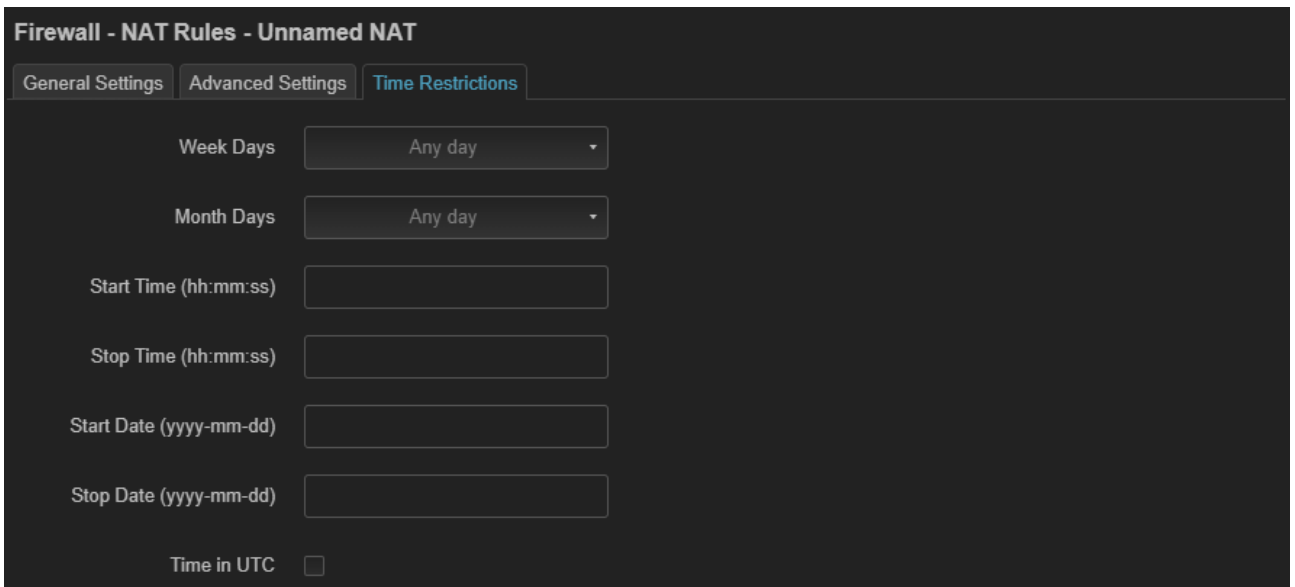 Firewall - NAT Rules - Unnamed NAT
General Settings Advanced Settings Time Restrictions
Week Days Any day
Month Days Any day
Start Time (hh:mm:ss)
Stop Time (hh:mm:ss)
Start Date (yyyy-mm-dd)
Stop Date (yyyy-mm-dd)
Time in UTC